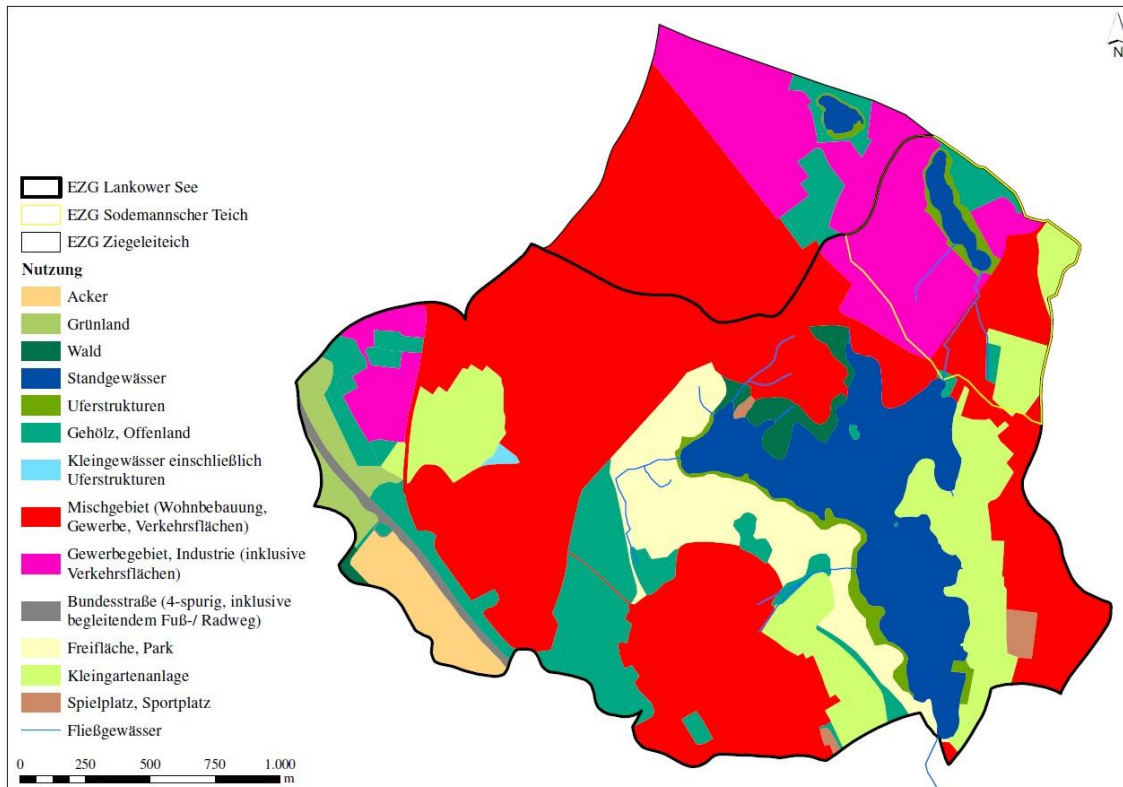 N
EZG Lankower See
EZG Sodemannscher Teich
EZG Ziegeleiteich
Nutzung
Acker
Grünland
Wald
Standgewässer
Uferstrukturen
Gehölz, Offenland
Kleingewässer einschließlich
Uferstrukturen
Mischgebiet (Wohnbebauung,
Gewerbe, Verkehrsflächen)
Gewerbegebiet, Industrie (inklusive
Verkehrsflächen)
Bundesstraße (4-spurig, inklusive
begleitendem Fuß-/ Radweg)
Freifläche, Park
Kleingartenanlage
Spielplatz, Sportplatz
Fließgewässer
0 250 500 750 1.000
m